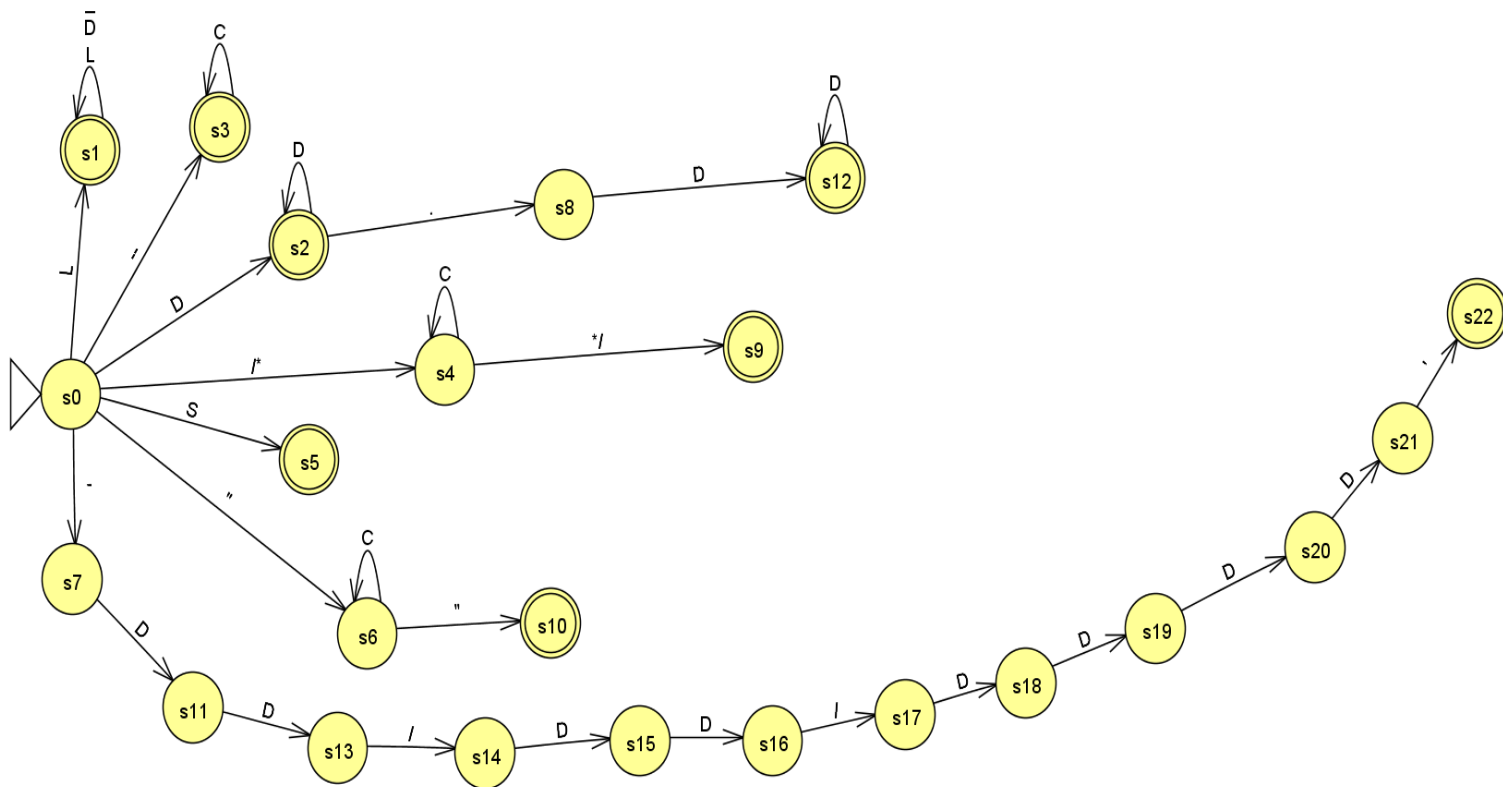 _
D
L
C
s1
s3
D
s2
.
s8
D
D
s12
L
//
D
C
s0
/*
s4
*/
s9
S
s5
'
s7
"
C
s6
"
s10
D
s11
D
s13
/
s14
D
s15
D
s16
/
s17
D
s18
D
s19
D
s20
D
s21
'
s22